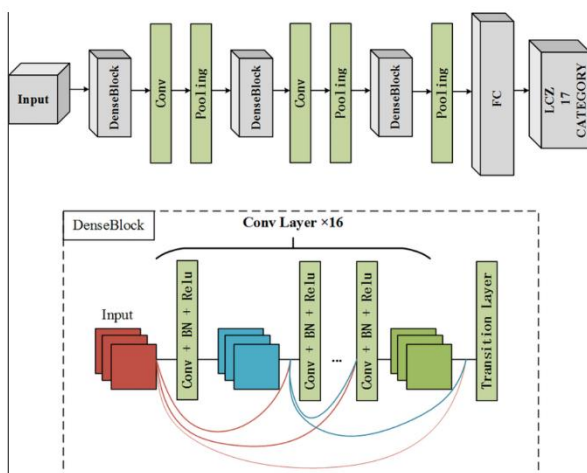 Input
DenseBlock
Conv
Pooling
DenseBlock
Conv
Pooling
DenseBlock
Pooling
FC
LCZ
17
CATEGORY
DenseBlock
Conv Layer ×16
Input
Conv + BN + Relu
Conv + BN + Relu
...
Conv + BN + Relu
Transition Layer